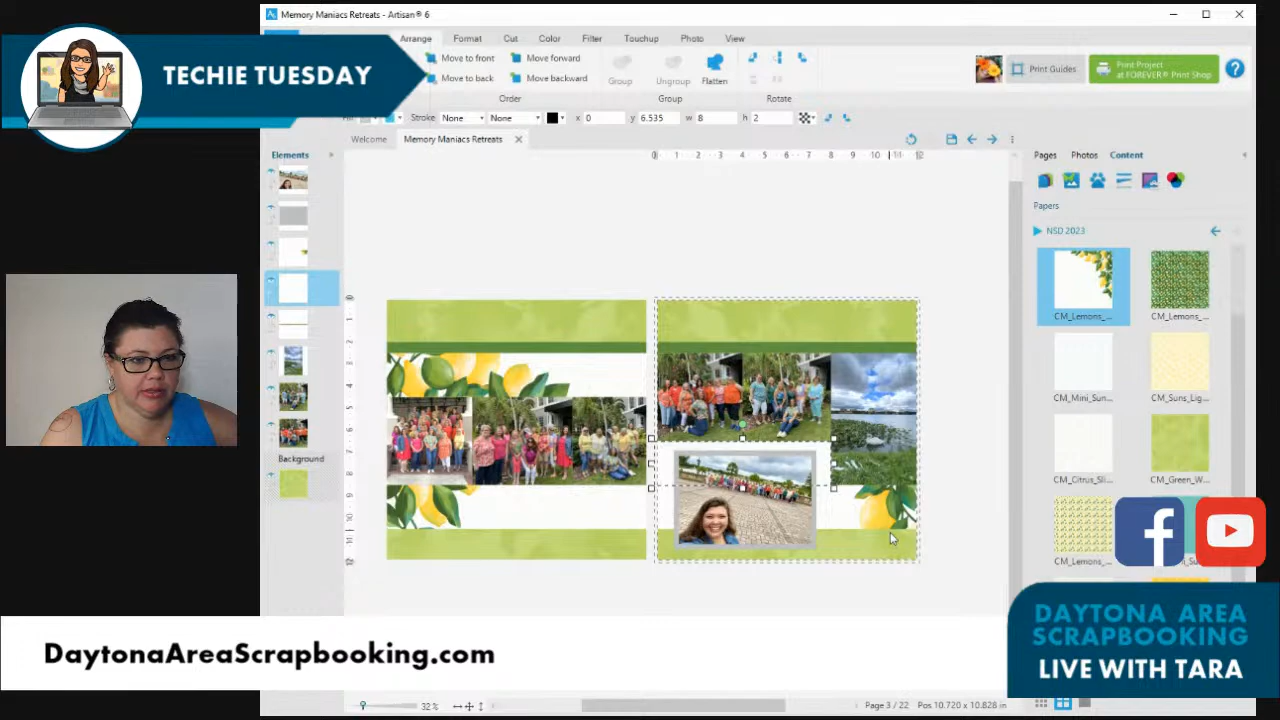 Memory Maniacs Retreats - Artisan® 6
TECHIE TUESDAY
Arrange Format Cut Color Filter Touchup Photo View
Move to front Move forward
Move to back Move backward
Group Ungroup Flatten
Order Group Rotate
Print Guides
Print Project
at FOREVER® Print Shop
Stroke None None x 0 y 6.535 w 8 h 2
Welcome Memory Maniacs Retreats
Elements
Background
Pages Photos Content
Papers
NSD 2023
CM_Lemons_... CM_Lemons_...
CM_Mini_Sun... CM_Suns_Lig...
CM_Citrus_Sli... CM_Green_W...
CM_Lemons_...
DAYTONA AREA
SCRAPBOOKING
LIVE WITH TARA
DaytonaAreaScrapbooking.com
32 % Page 3 / 22 Pos 10.720 x 10.828 in